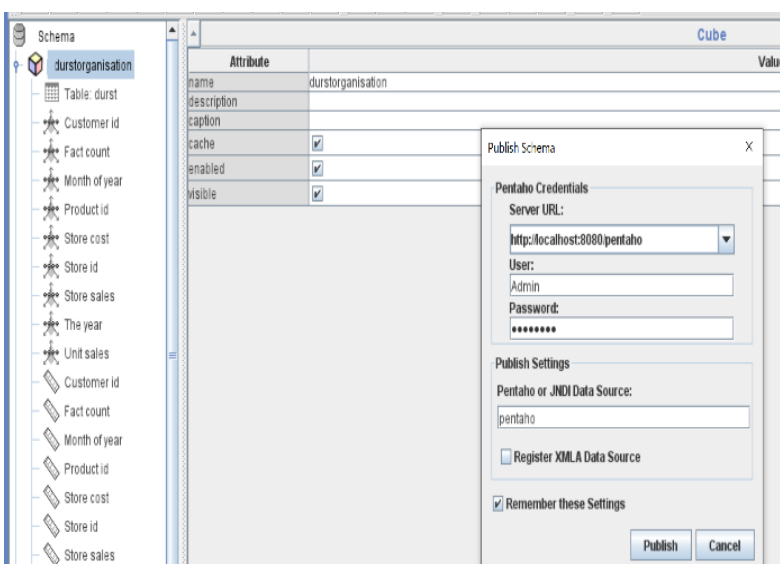 Schema
durstorganisation
Table: durst
Customer id
Fact count
Month of year
Product id
Store cost
Store id
Store sales
The year
Unit sales
Customer id
Fact count
Month of year
Product id
Store cost
Store id
Store sales
Cube
Attribute
name durstorganisation
description
caption
cache
enabled
visible
Publish Schema
Pentaho Credentials
Server URL:
http://localhost:8080/pentaho
User:
Admin
Password:
••••••••
Publish Settings
Pentaho or JNDI Data Source:
pentaho
Register XMLA Data Source
Remember these Settings
Publish Cancel